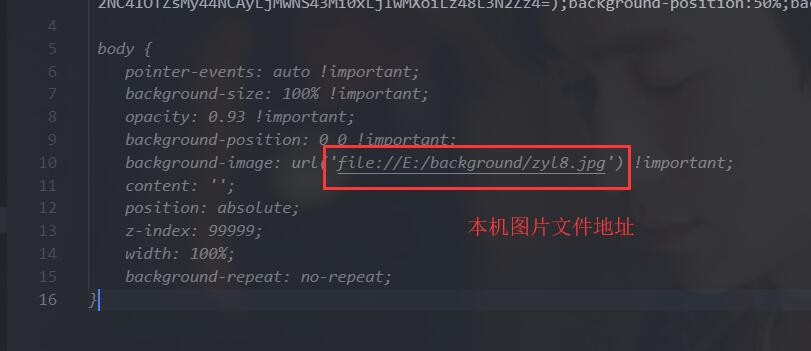 2NC41OTZsMy44NCAyLjMwNS43Mi0xLjIwMXoiLz48L3N2Zz4=);background-position:50%;ba
4
5 body {
6 pointer-events: auto !important;
7 background-size: 100% !important;
8 opacity: 0.93 !important;
9 background-position: 0 0 !important;
10 background-image: url('file://E:/background/zyl8.jpg') !important;
11 content: '';
12 position: absolute;
本机图片文件地址
13 z-index: 99999;
14 width: 100%;
15 background-repeat: no-repeat;
16 }